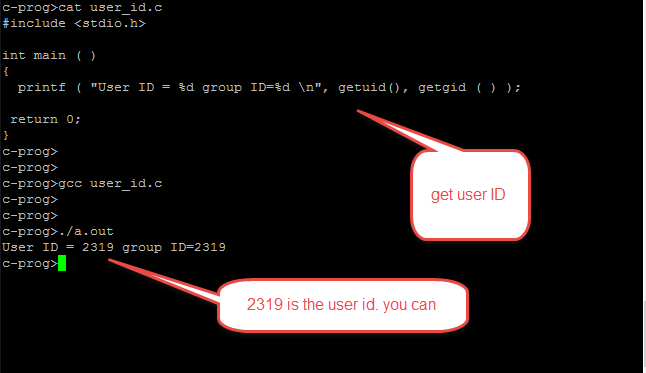 c-prog>cat user_id.c
#include <stdio.h>
int main ( )
{
printf ( "User ID = %d group ID=%d \n", getuid(), getgid ( ) );
return 0;
}
c-prog>
c-prog>
c-prog>gcc user_id.c
c-prog>
c-prog>
c-prog>./a.out
User ID = 2319 group ID=2319
c-prog>
get user ID
2319 is the user id. you can